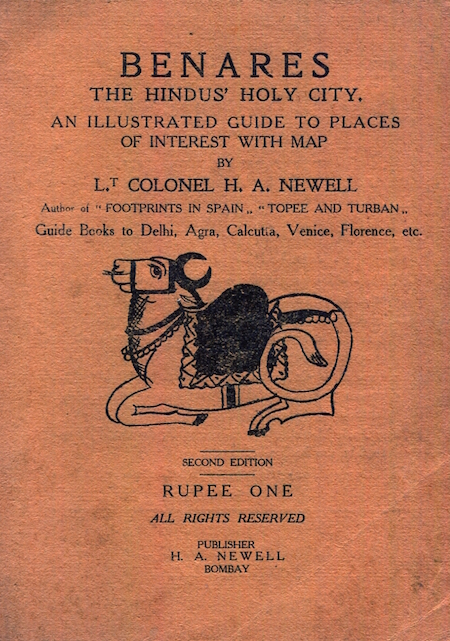 BENARES
THE HINDUS' HOLY CITY.
AN ILLUSTRATED GUIDE TO PLACES
OF INTEREST WITH MAP
BY
L.T COLONEL H. A. NEWELL
Author of "FOOTPRINTS IN SPAIN„ "TOPEE AND TURBAN„
Guide Books to Delhi, Agra, Calcutta, Venice, Florence, etc.
SECOND EDITION
RUPEE ONE
ALL RIGHTS RESERVED
PUBLISHER
H. A. NEWELL
BOMBAY